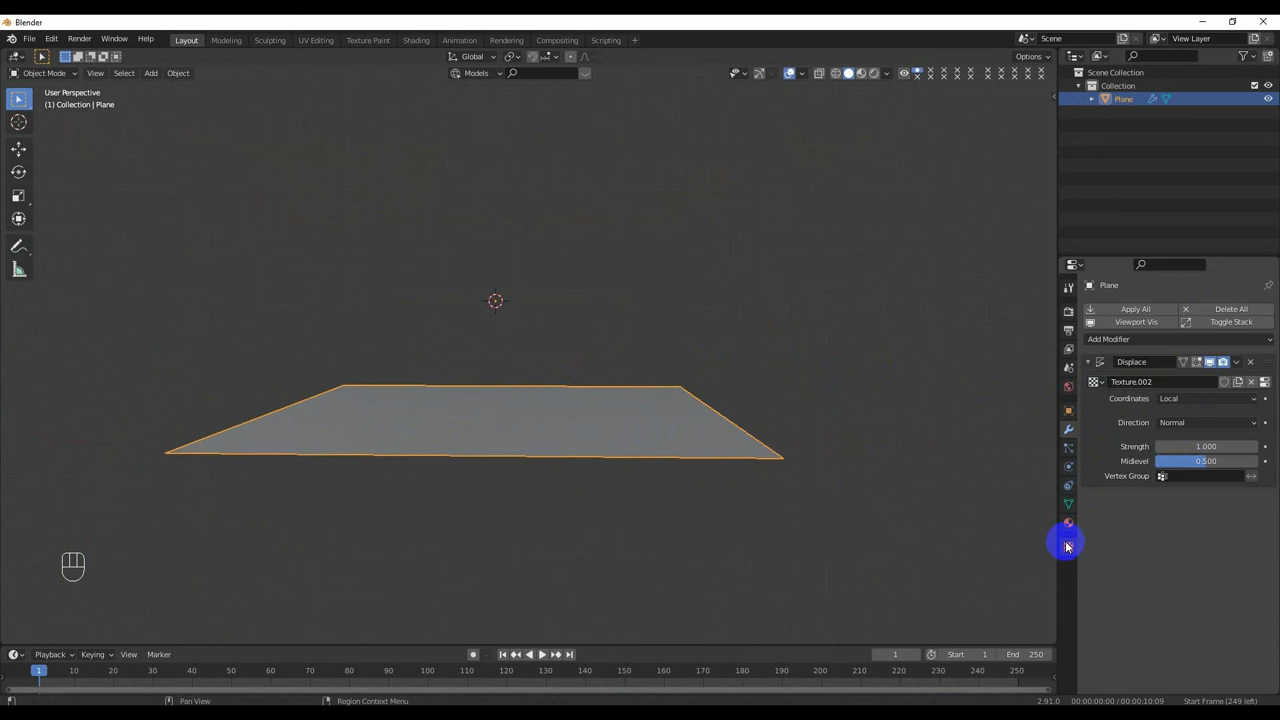 Blender
File Edit Render Window Help
Layout Modeling Sculpting UV Editing Texture Paint Shading Animation Rendering Compositing Scripting +
Scene
View Layer
Global
Options
Object Mode View Select Add Object
Models
User Perspective
(1) Collection | Plane
Scene Collection
Collection
Plane
Plane
Apply All
Delete All
Viewport Vis
Toggle Stack
Add Modifier
Displace
Texture.002
Coordinates Local
Direction Normal
Strength 1.000
Midlevel 0.500
Vertex Group
Playback Keying View Marker
1
Start 1
End 250
1 10 20 30 40 50 60 70 80 90 100 110 120 130 140 150 160 170 180 190 200 210 220 230 240 250
Pan View
Region Context Menu
2.91.0
00:00:00:00 / 00:00:10:09
Start Frame (249 left)